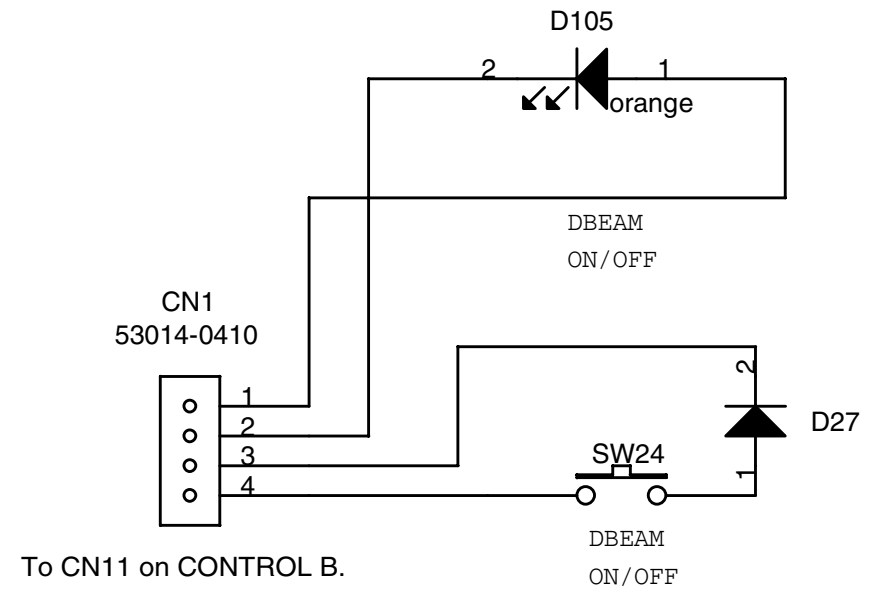 D105
2
1
orange
DBEAM
ON/OFF
CN1
53014-0410
1
2
3
4
2
D27
1
SW24
DBEAM
ON/OFF
To CN11 on CONTROL B.